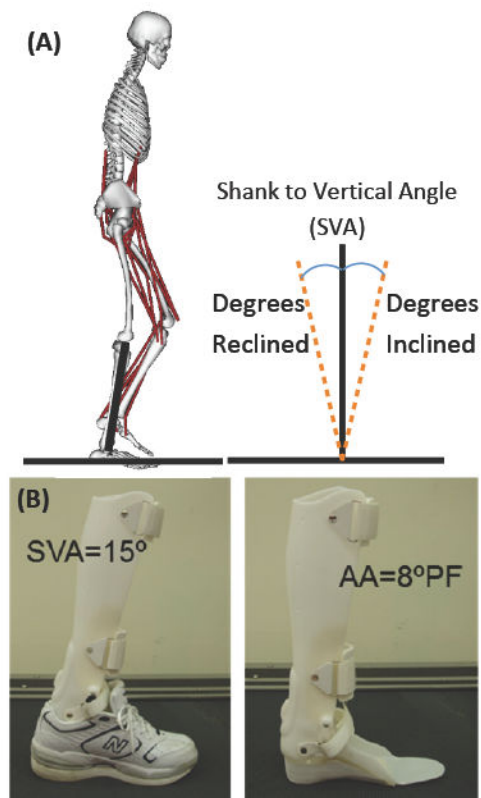 (A)
Shank to Vertical Angle
(SVA)
Degrees
Reclined
Degrees
Inclined
(B)
SVA=15º
AA=8ºPF
N